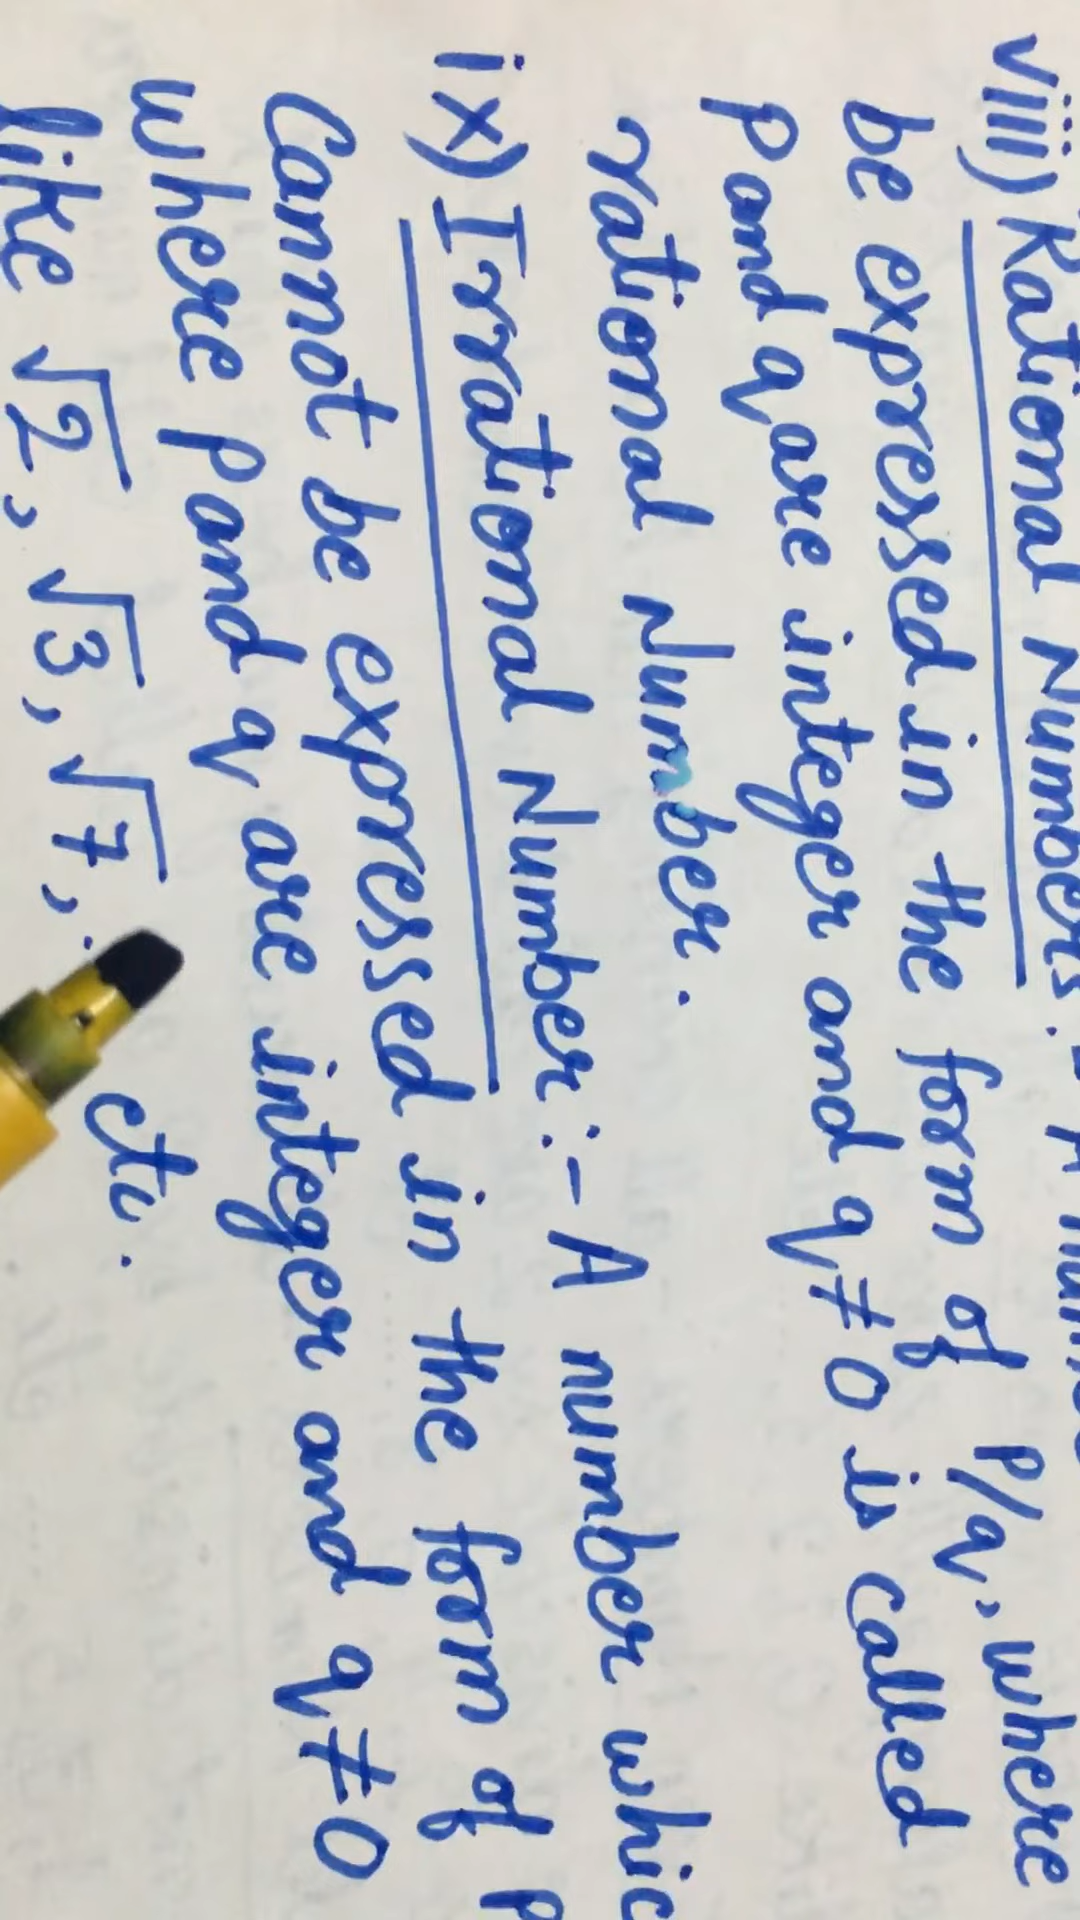 viii) Rational Numbers :- A
be expressed in the form of P/q, where
P and q are integer and q ≠ 0 is called
rational Number.
ix) Irrational Number :- A number whic
Cannot be expressed in the form of P
where P and q are integer and q ≠ 0
like √2, √3, √7, . etc.